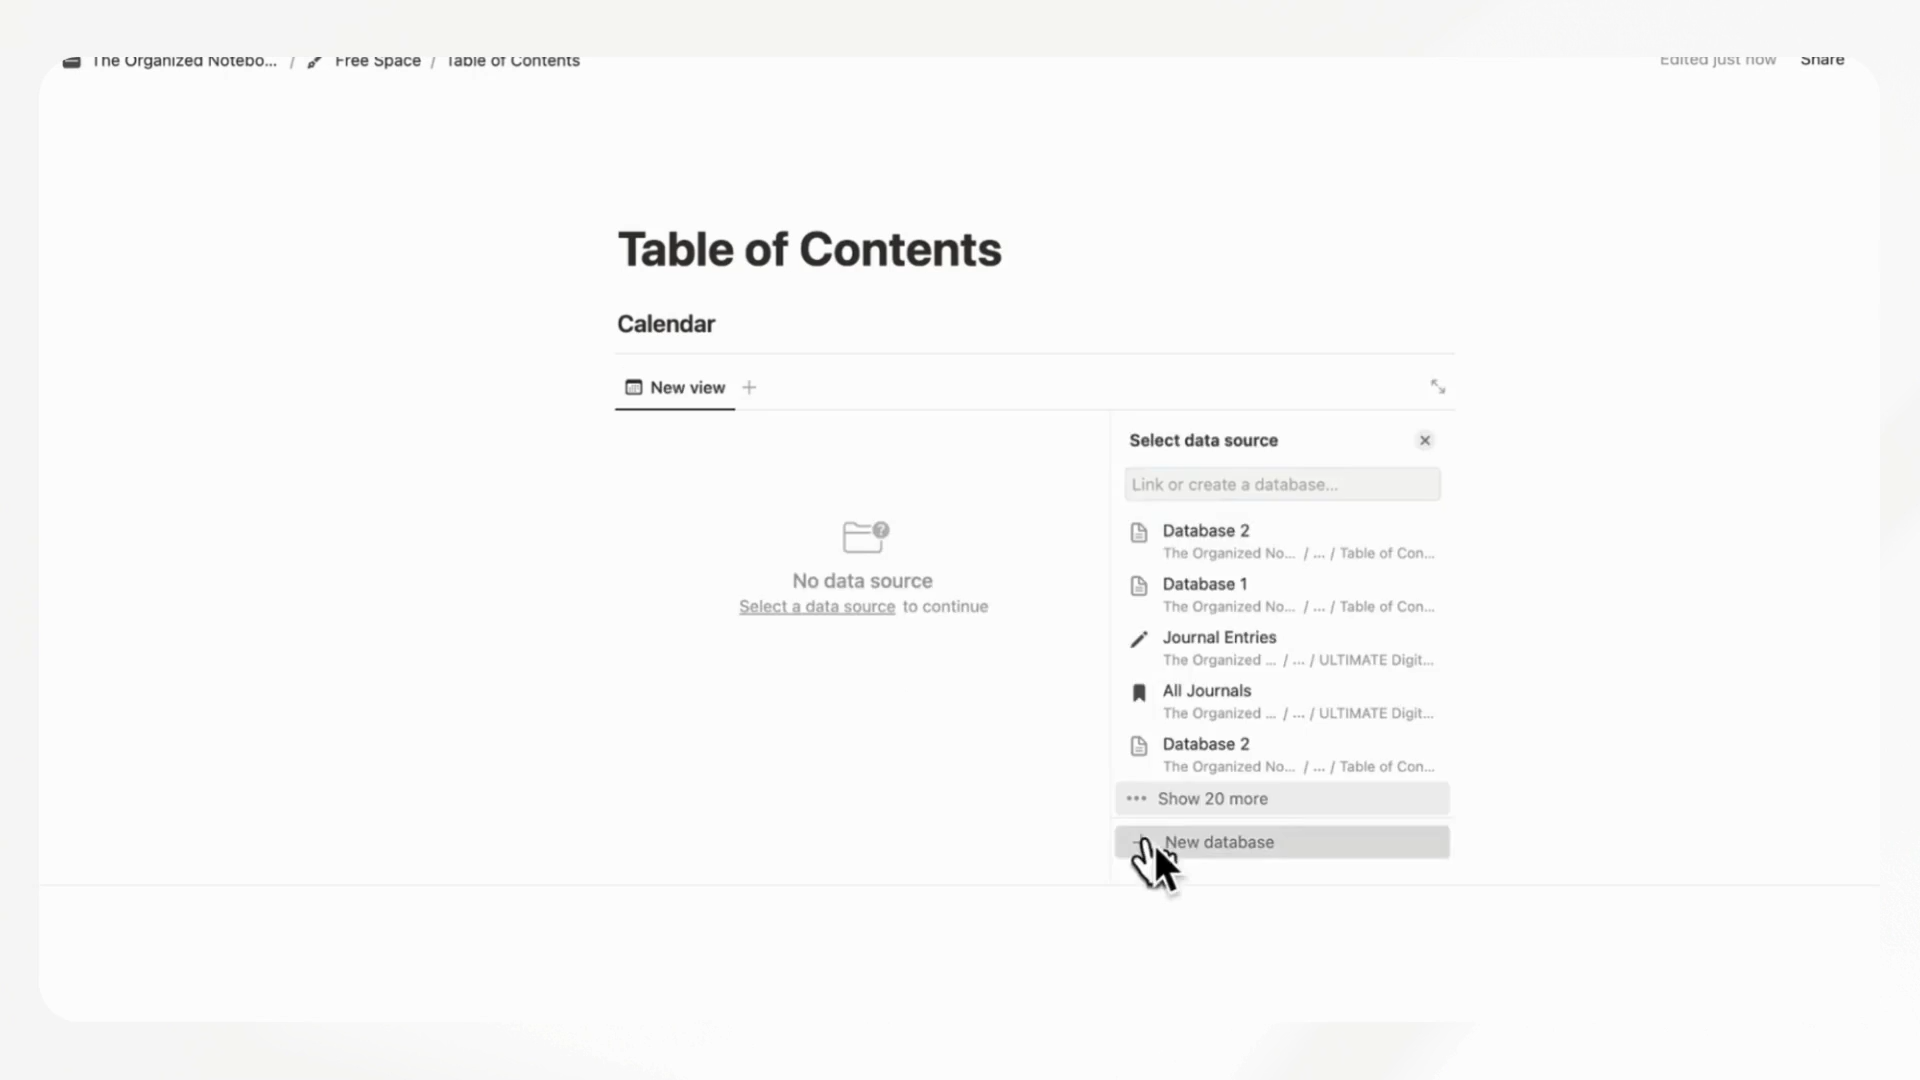 The Organized Notebo... / Free Space / Table of Contents
Edited just now Share
Table of Contents
Calendar
New view
Select data source
Link or create a database...
Database 2
The Organized No... / ... / Table of Con...
Database 1
The Organized No... / ... / Table of Con...
No data source
Select a data source to continue
Journal Entries
The Organized ... / ... / ULTIMATE Digit...
All Journals
The Organized ... / ... / ULTIMATE Digit...
Database 2
The Organized No... / ... / Table of Con...
Show 20 more
New database